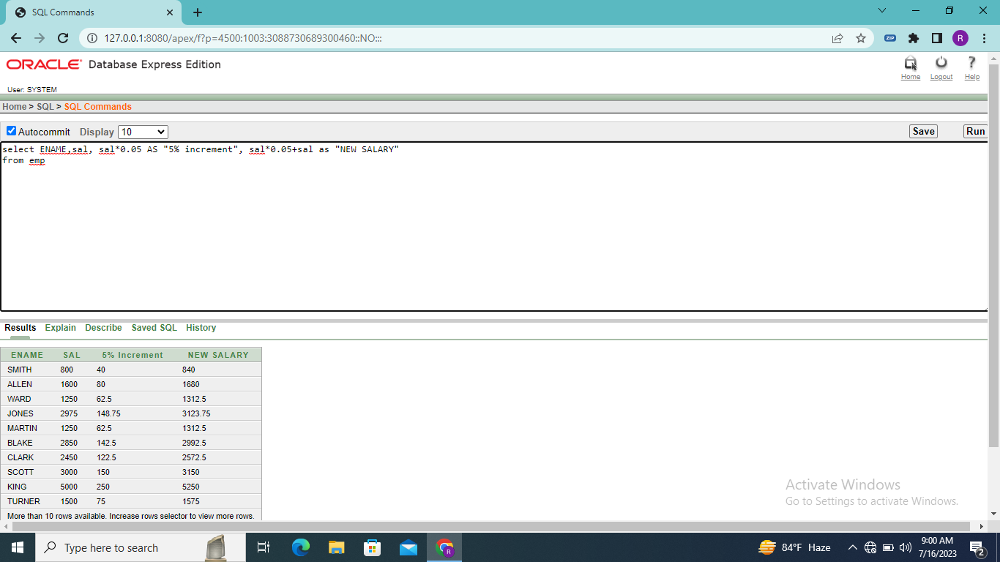 SQL Commands
127.0.0.1:8080/apex/f?p=4500:1003:3088730689300460::NO:::
ZIP
R
ORACLE Database Express Edition
Home Logout Help
User: SYSTEM
Home > SQL > SQL Commands
Autocommit Display 10 Save Run
select ENAME,sal, sal*0.05 AS "5% increment", sal*0.05+sal as "NEW SALARY"
from emp
Results Explain Describe Saved SQL History
ENAME SAL 5% Increment NEW SALARY
SMITH 800 40 840
ALLEN 1600 80 1680
WARD 1250 62.5 1312.5
JONES 2975 148.75 3123.75
MARTIN 1250 62.5 1312.5
BLAKE 2850 142.5 2992.5
CLARK 2450 122.5 2572.5
SCOTT 3000 150 3150
KING 5000 250 5250
TURNER 1500 75 1575
More than 10 rows available. Increase rows selector to view more rows.
Activate Windows
Go to Settings to activate Windows.
Type here to search
R
84°F Haze
9:00 AM
7/16/2023
2